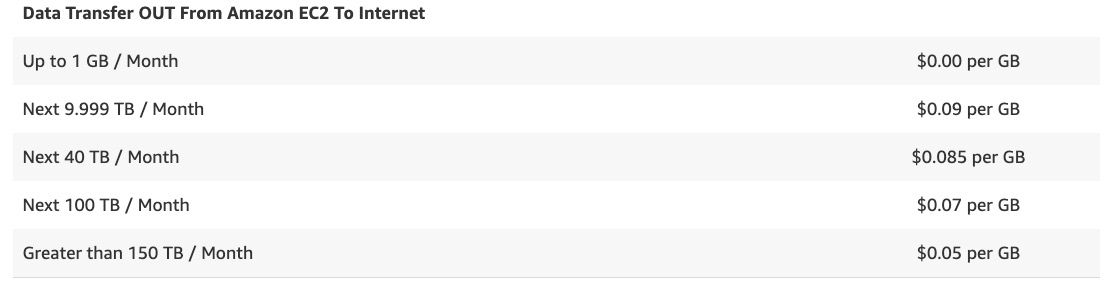 Data Transfer OUT From Amazon EC2 To Internet
Up to 1 GB / Month $0.00 per GB
Next 9.999 TB / Month $0.09 per GB
Next 40 TB / Month $0.085 per GB
Next 100 TB / Month $0.07 per GB
Greater than 150 TB / Month $0.05 per GB